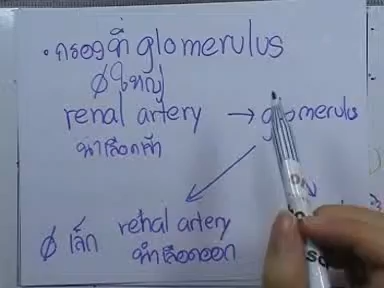 • กรองที่ glomerulus
∅ ใหญ่
renal artery → glomerulus
นำเลือดเข้า
∅ เล็ก renal artery
นำเลือดออก